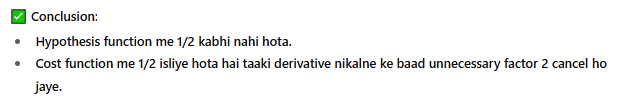 ✅ Conclusion:
• Hypothesis function me 1/2 kabhi nahi hota.
• Cost function me 1/2 isliye hota hai taaki derivative nikalne ke baad unnecessary factor 2 cancel ho
jaye.